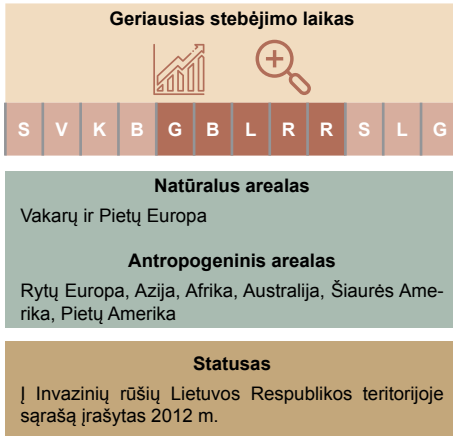 Geriausias stebėjimo laikas
S V K B G B L R R S L G
Natūralus arealas
Vakarų ir Pietų Europa
Antropogeninis arealas
Rytų Europa, Azija, Afrika, Australija, Šiaurės Ame-
rika, Pietų Amerika
Statusas
Į Invazinių rūšių Lietuvos Respublikos teritorijoje
sąrašą įrašytas 2012 m.